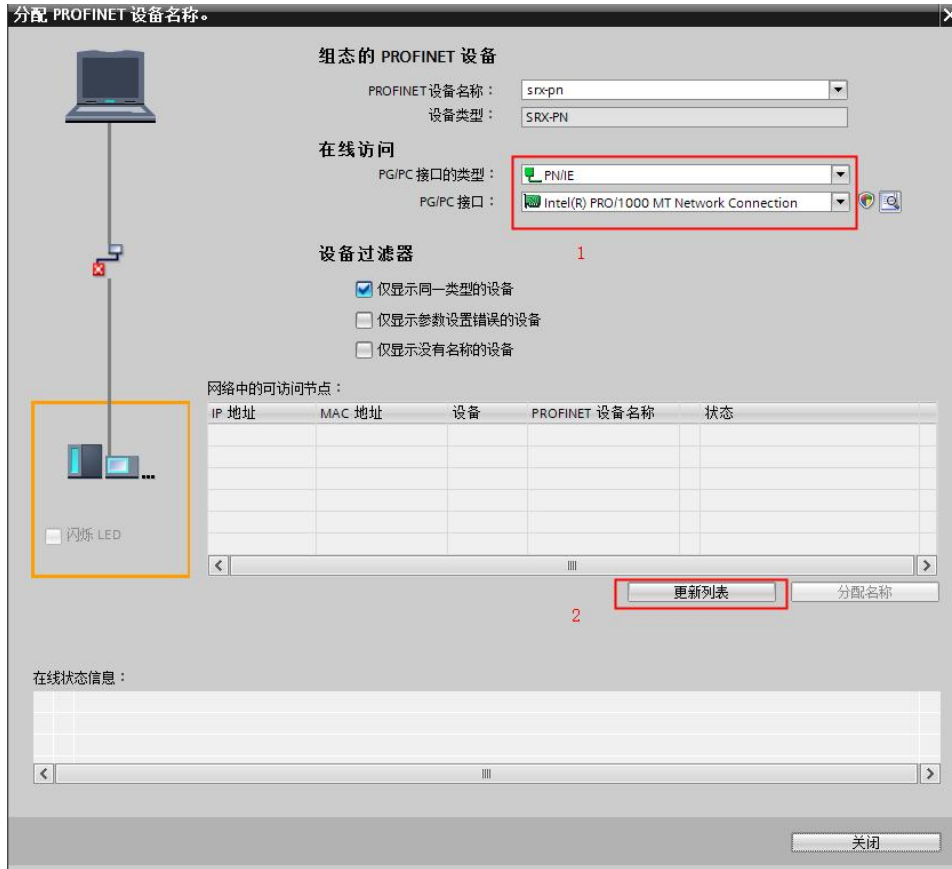 分配 PROFINET 设备名称。
组态的 PROFINET 设备
PROFINET设备名称： srx-pn
设备类型： SRX-PN
在线访问
PG/PC 接口的类型： PN/IE
PG/PC 接口： Intel(R) PRO/1000 MT Network Connection
1
设备过滤器
仅显示同一类型的设备
仅显示参数设置错误的设备
仅显示没有名称的设备
网络中的可访问节点：
IP 地址 MAC 地址 设备 PROFINET 设备名称 状态
闪烁 LED
更新列表 分配名称
2
在线状态信息：
关闭